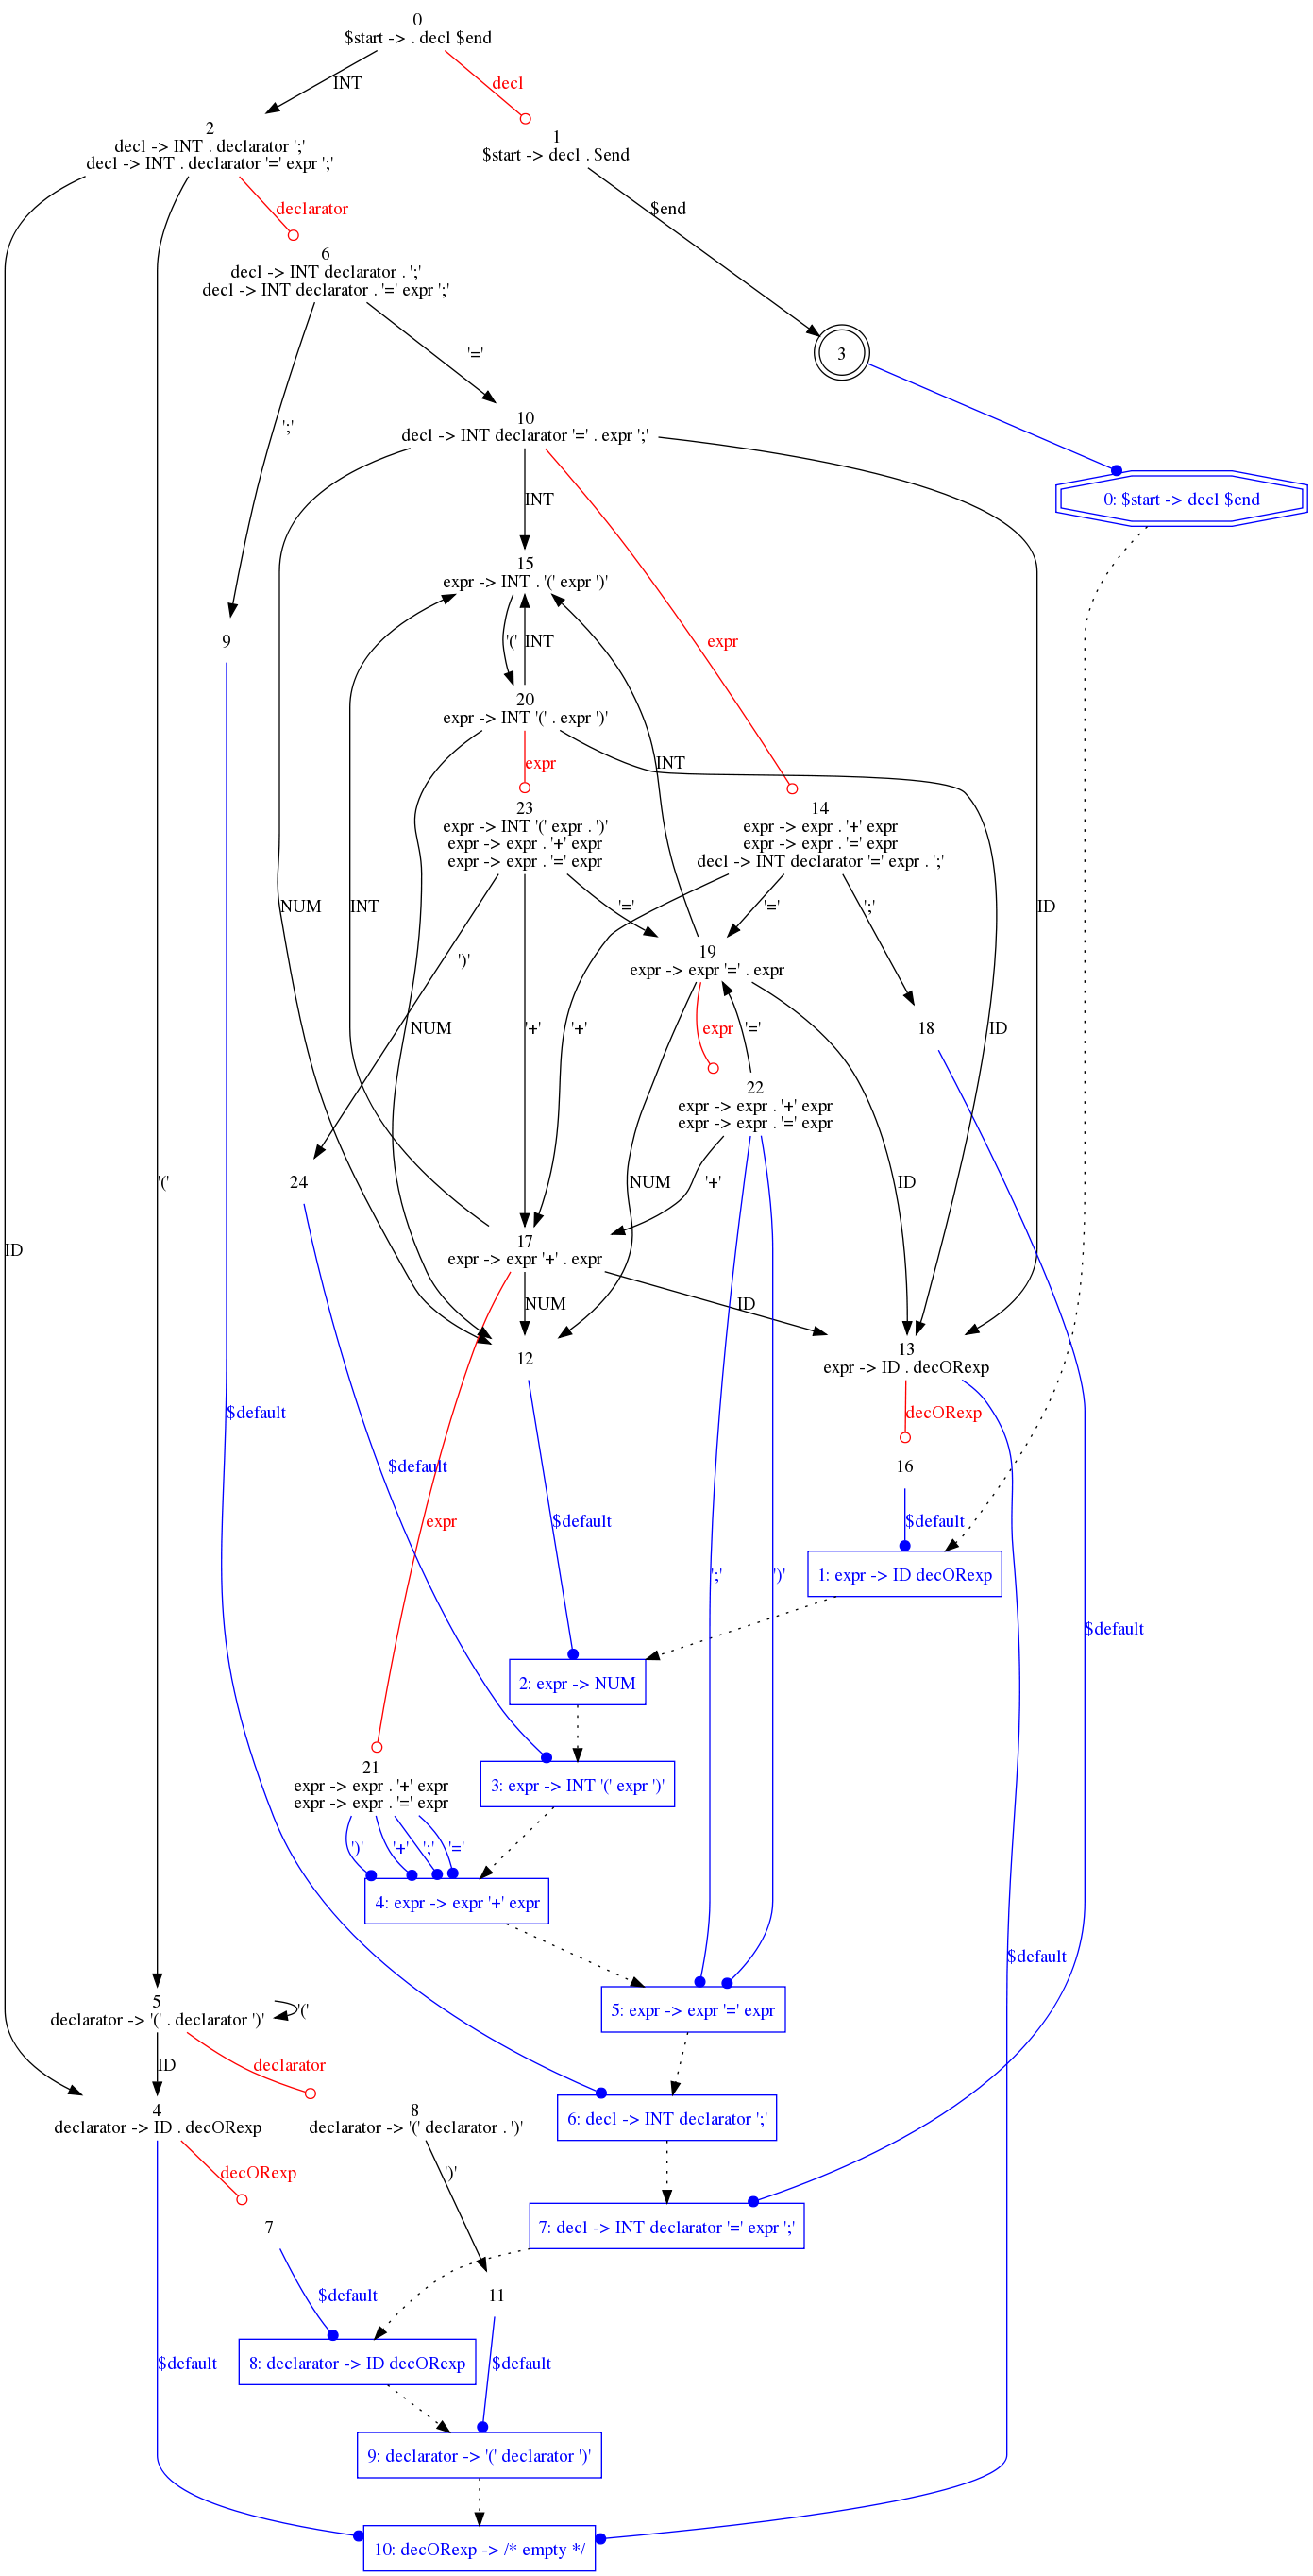 0
$start -> . decl $end
INT
decl
2
decl -> INT . declarator ';'
decl -> INT . declarator '=' expr ';'
1
$start -> decl . $end
declarator
$end
6
decl -> INT declarator . ';'
decl -> INT declarator . '=' expr ';'
'='
3
10
decl -> INT declarator '=' . expr ';'
';'
INT
0: $start -> decl $end
15
expr -> INT . '(' expr ')'
9
'('
INT
expr
20
expr -> INT '(' . expr ')'
expr
INT
23
expr -> INT '(' expr . ')'
expr -> expr . '+' expr
expr -> expr . '=' expr
14
expr -> expr . '+' expr
expr -> expr . '=' expr
decl -> INT declarator '=' expr . ';'
NUM
INT
'='
'='
';'
ID
')'
19
expr -> expr '=' . expr
NUM
'+'
'+'
expr
'='
18
ID
22
expr -> expr . '+' expr
expr -> expr . '=' expr
'('
24
NUM
'+'
ID
ID
17
expr -> expr '+' . expr
NUM
ID
12
13
expr -> ID . decORexp
$default
decORexp
$default
16
expr
$default
$default
';'
')'
1: expr -> ID decORexp
$default
2: expr -> NUM
21
expr -> expr . '+' expr
expr -> expr . '=' expr
3: expr -> INT '(' expr ')'
')'
'+'
';'
'='
4: expr -> expr '+' expr
$default
5
declarator -> '(' . declarator ')'
'('
5: expr -> expr '=' expr
ID
declarator
4
declarator -> ID . decORexp
8
declarator -> '(' declarator . ')'
6: decl -> INT declarator ';'
decORexp
')'
7
7: decl -> INT declarator '=' expr ';'
$default
11
$default
8: declarator -> ID decORexp
$default
9: declarator -> '(' declarator ')'
10: decORexp -> /* empty */